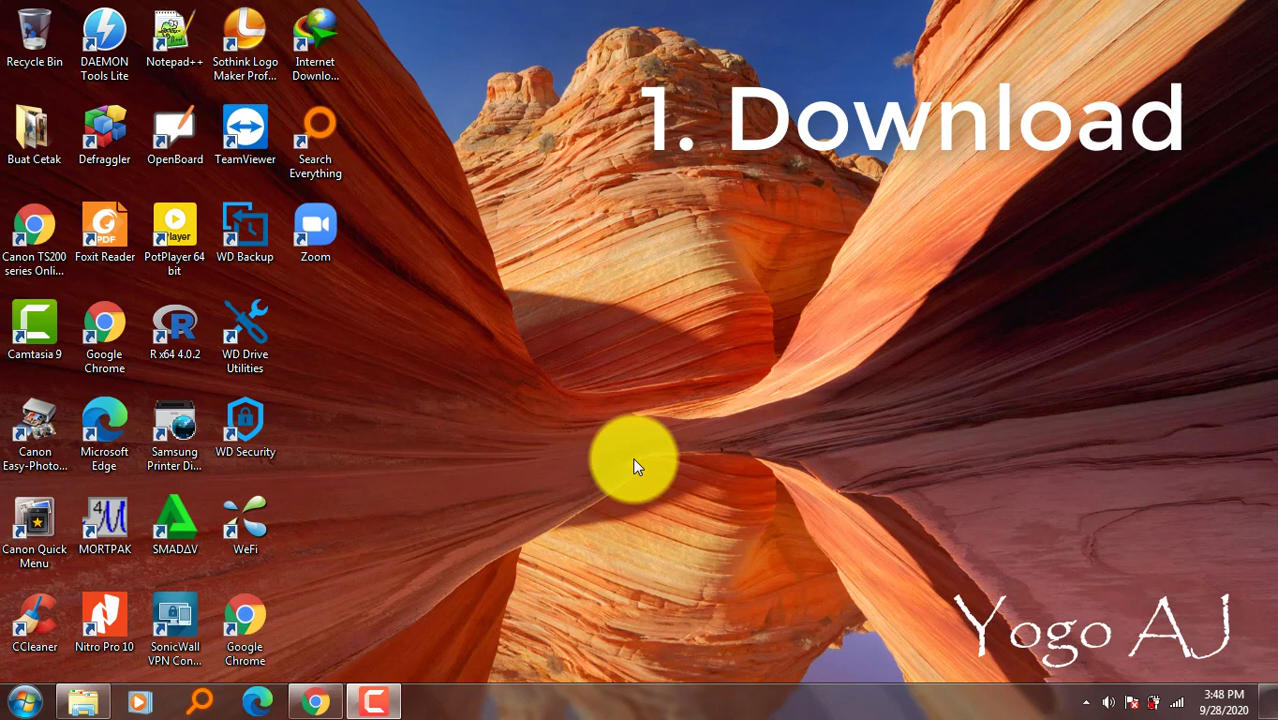 Recycle Bin
DAEMON
Tools Lite
Notepad++
Sothink Logo
Maker Prof...
Internet
Downlo...
1. Download
Buat Cetak
Defraggler
OpenBoard
TeamViewer
Search
Everything
Canon TS200
series Onli...
PDF
Foxit Reader
Player
PotPlayer 64
bit
WD Backup
Zoom
Camtasia 9
Google
Chrome
R x64 4.0.2
WD Drive
Utilities
Canon
Easy-Photo...
Microsoft
Edge
Samsung
Printer Di...
WD Security
Canon Quick
Menu
MORTPAK
SMADΔV
WeFi
CCleaner
Nitro Pro 10
SonicWall
VPN Con...
Google
Chrome
Yogo AJ
3:48 PM
9/28/2020